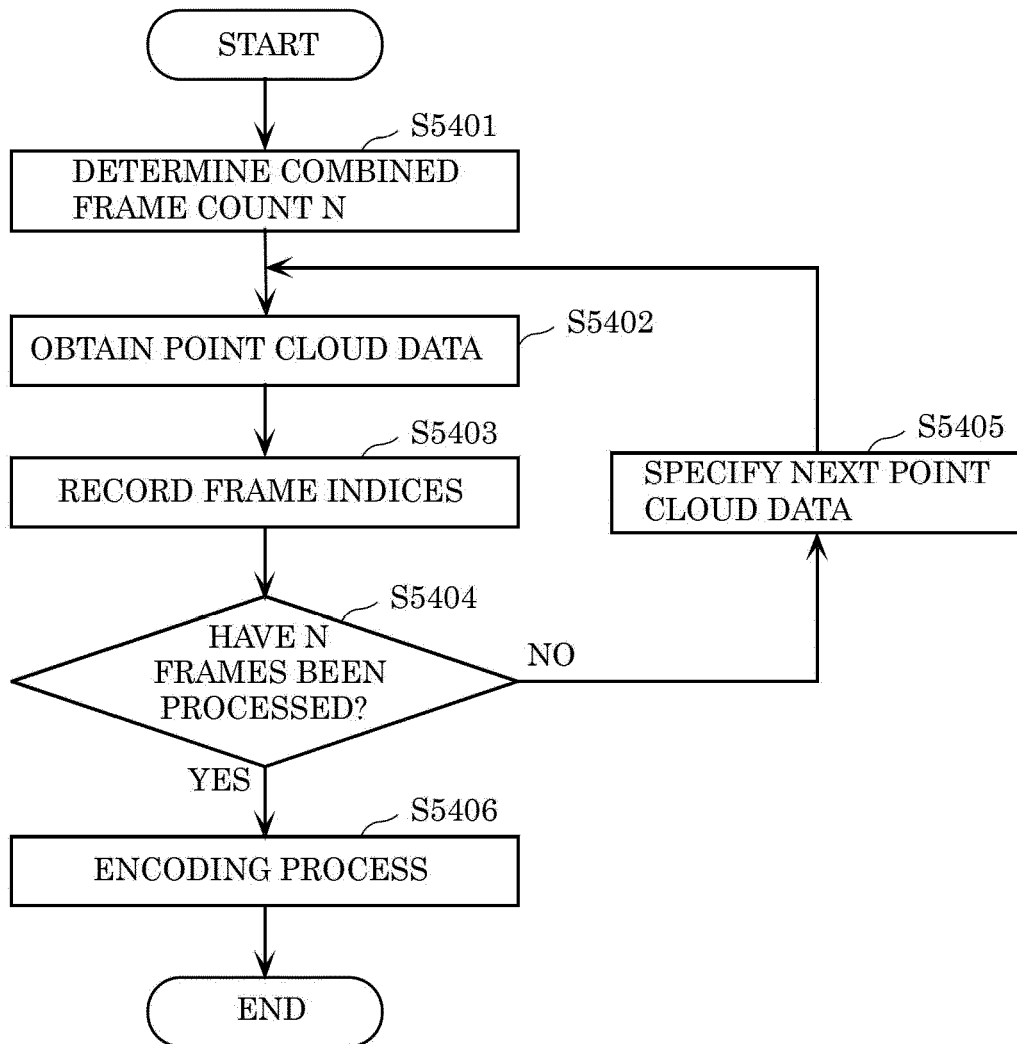 START
S5401
DETERMINE COMBINED
FRAME COUNT N
S5402
OBTAIN POINT CLOUD DATA
S5403
RECORD FRAME INDICES
S5405
SPECIFY NEXT POINT
CLOUD DATA
S5404
HAVE N
FRAMES BEEN
PROCESSED?
NO
YES
S5406
ENCODING PROCESS
END